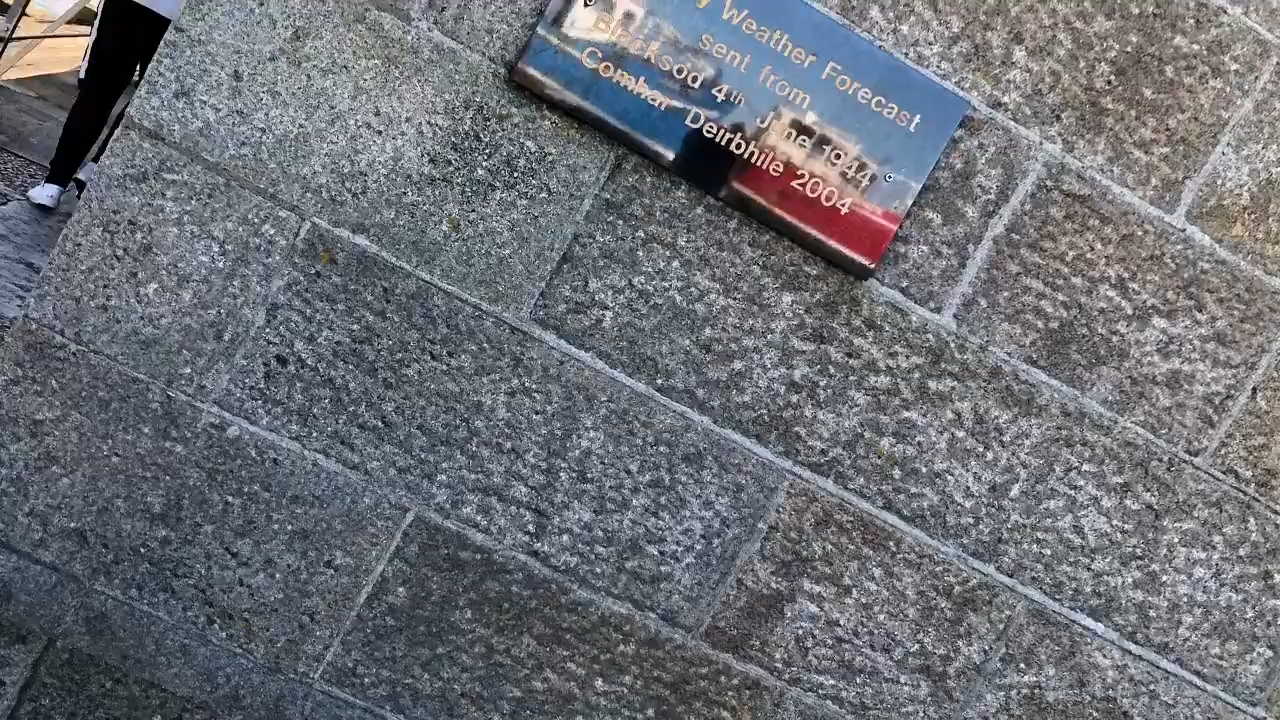 y Weather Forecast
sent from
Blacksod 4th June 1944
Comhar Deirbhile 2004